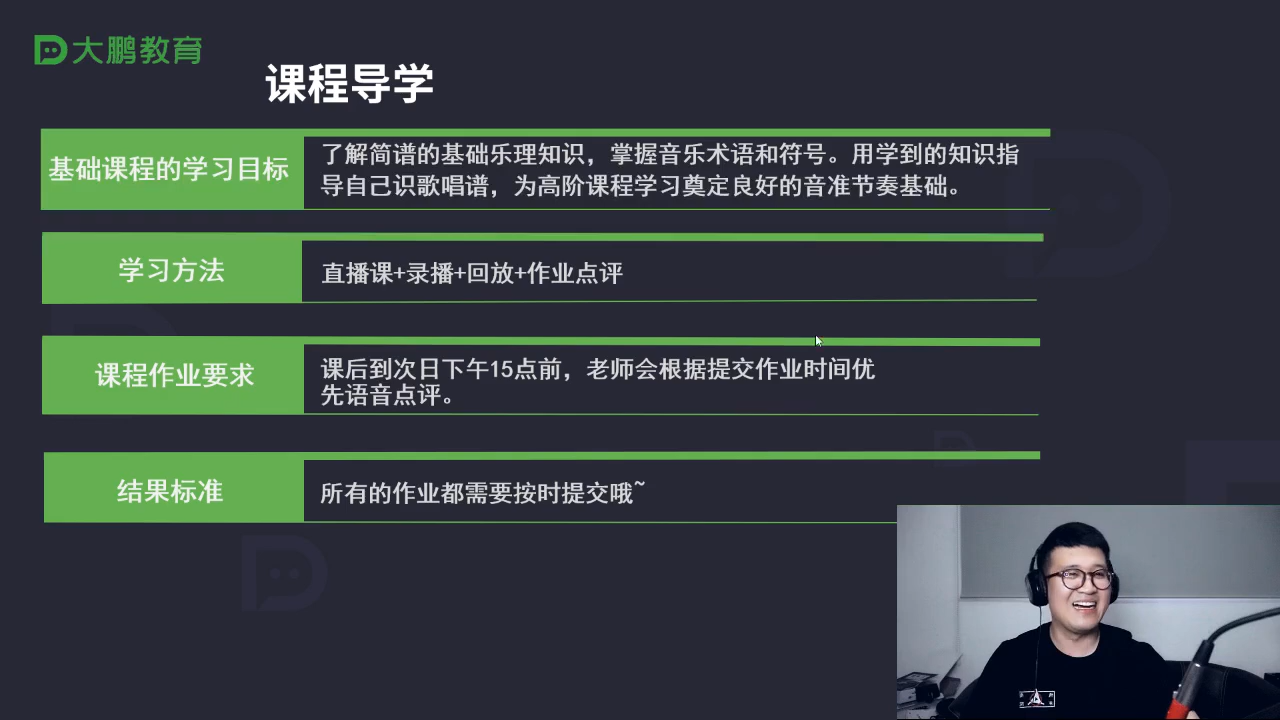 大鹏教育
课程导学
基础课程的学习目标
了解简谱的基础乐理知识，掌握音乐术语和符号。用学到的知识指
导自己识歌唱谱，为高阶课程学习奠定良好的音准节奏基础。
学习方法
直播课+录播+回放+作业点评
课程作业要求
课后到次日下午15点前，老师会根据提交作业时间优
先语音点评。
结果标准
所有的作业都需要按时提交哦~